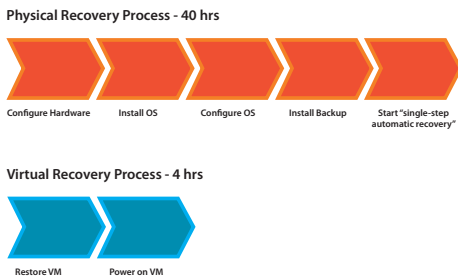 Physical Recovery Process - 40 hrs
Configure Hardware
Install OS
Configure OS
Install Backup
Start “single-step
automatic recovery”
Virtual Recovery Process - 4 hrs
Restore VM
Power on VM